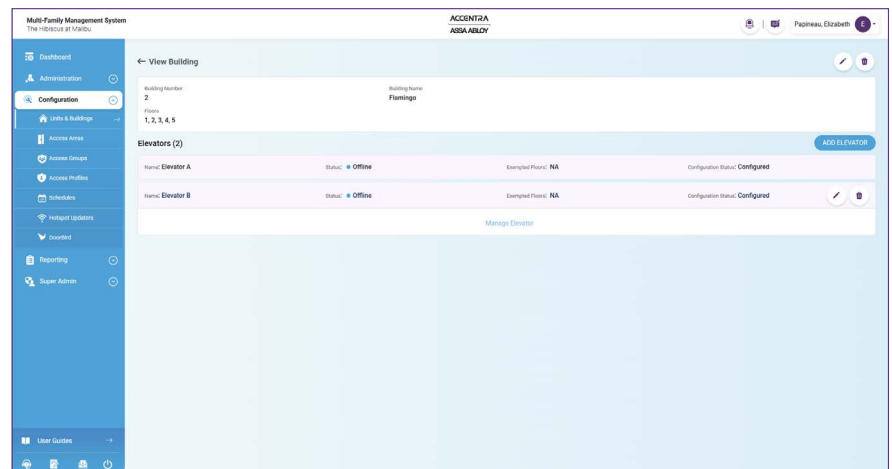 Multi-Family Management System
The Hibiscus at Malibu
ACCENTRA
ASSA ABLOY
Papineau, Elizabeth E
Dashboard
Administration
Configuration
Units & Buildings
Access Areas
Access Groups
Access Profiles
Schedules
Hotspot Updaters
DoorBird
Reporting
Super Admin
User Guides
← View Building
Building Number Building Name
2 Flamingo
Floors
1, 2, 3, 4, 5
Elevators (2) ADD ELEVATOR
Name: Elevator A Status: Offline Exempted Floors: NA Configuration Status: Configured
Name: Elevator B Status: Offline Exempted Floors: NA Configuration Status: Configured
Manage Elevator